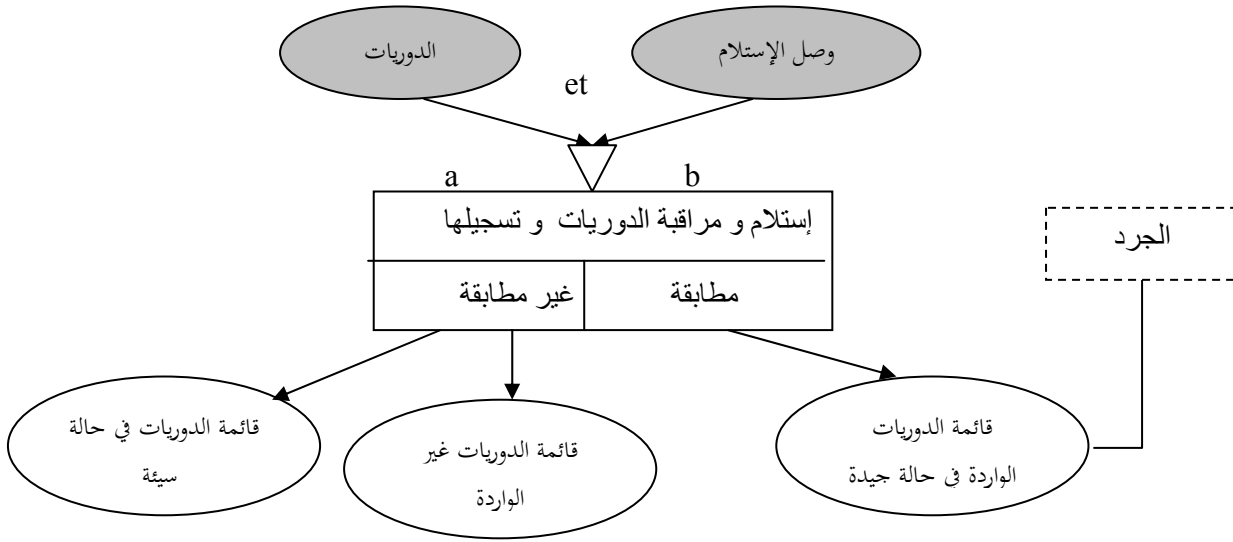 وصل الإستلام
الدوريات
et
a
b
إستلام و مراقبة الدوريات و تسجيلها
الجرد
مطابقة
غير مطابقة
قائمة الدوريات
الواردة في حالة جيدة
قائمة الدوريات غير
الواردة
قائمة الدوريات في حالة
سيئة